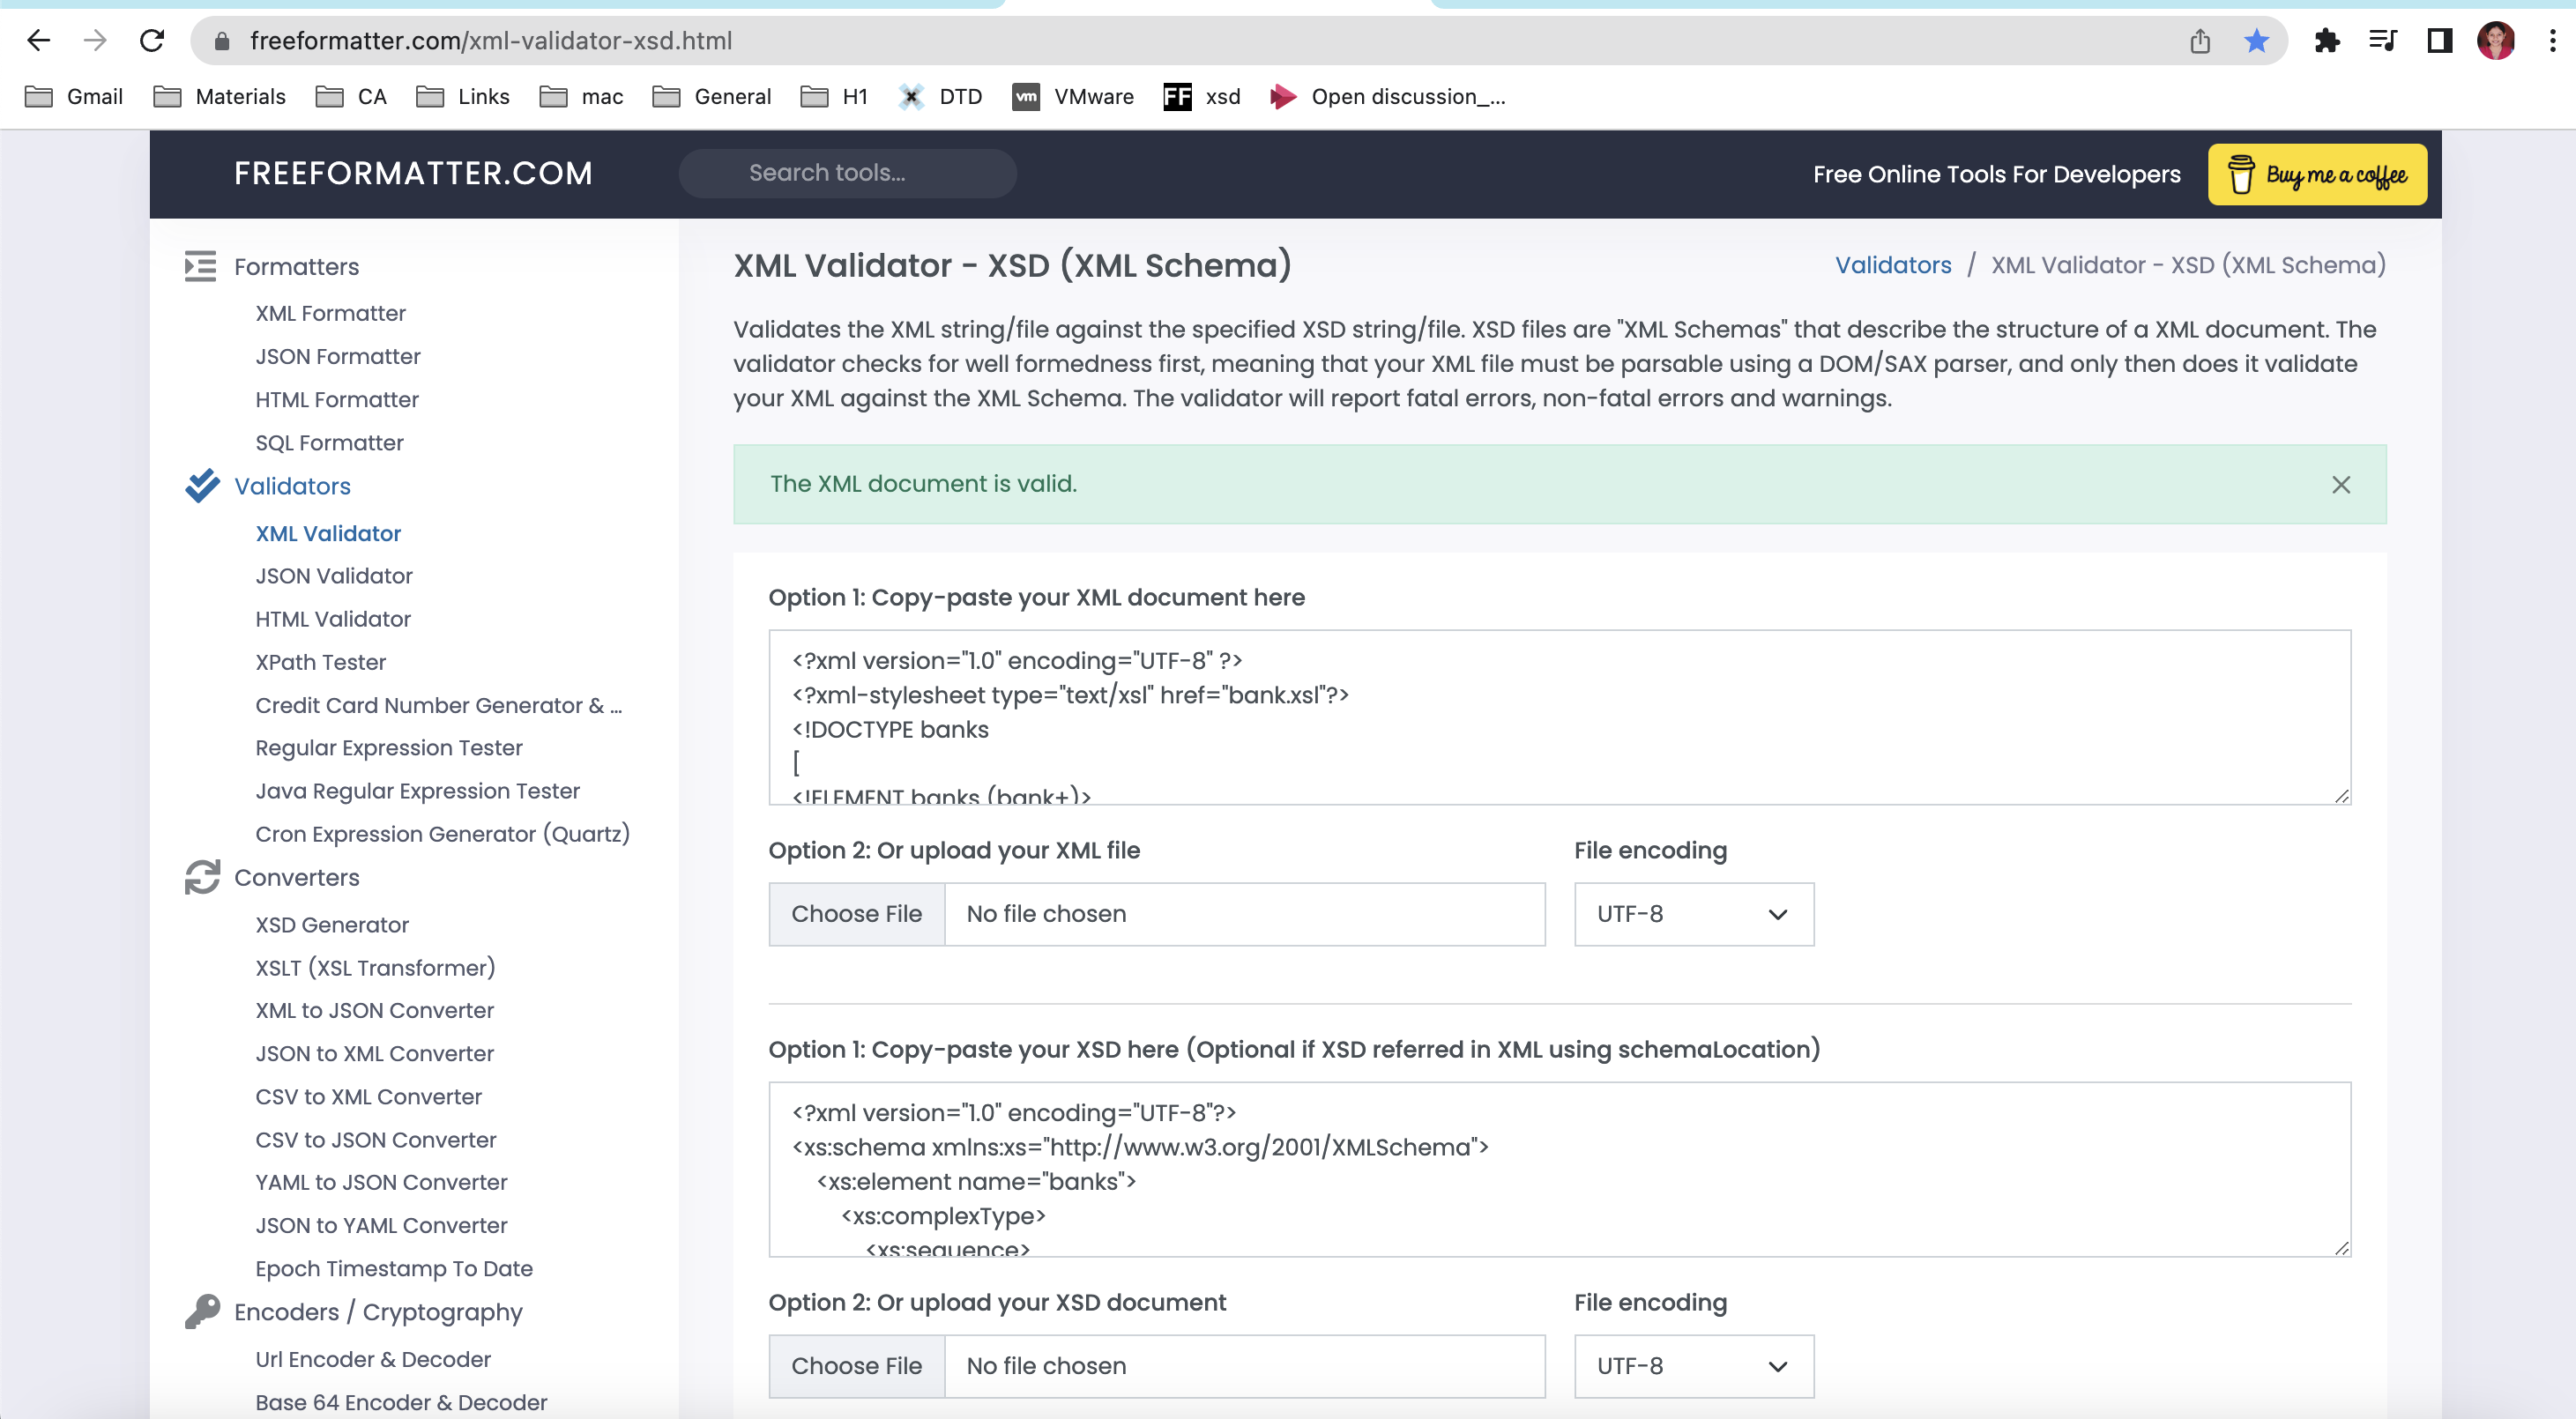 freeformatter.com/xml-validator-xsd.html
Gmail Materials CA Links mac General H1 DTD vm VMware FF xsd Open discussion_...
FREEFORMATTER.COM
Search tools...
Free Online Tools For Developers
Buy me a coffee
Formatters
XML Formatter
JSON Formatter
HTML Formatter
SQL Formatter
Validators
XML Validator
JSON Validator
HTML Validator
XPath Tester
Credit Card Number Generator & ...
Regular Expression Tester
Java Regular Expression Tester
Cron Expression Generator (Quartz)
Converters
XSD Generator
XSLT (XSL Transformer)
XML to JSON Converter
JSON to XML Converter
CSV to XML Converter
CSV to JSON Converter
YAML to JSON Converter
JSON to YAML Converter
Epoch Timestamp To Date
Encoders / Cryptography
Url Encoder & Decoder
Base 64 Encoder & Decoder
XML Validator - XSD (XML Schema)
Validators / XML Validator - XSD (XML Schema)
Validates the XML string/file against the specified XSD string/file. XSD files are "XML Schemas" that describe the structure of a XML document. The
validator checks for well formedness first, meaning that your XML file must be parsable using a DOM/SAX parser, and only then does it validate
your XML against the XML Schema. The validator will report fatal errors, non-fatal errors and warnings.
The XML document is valid.
Option 1: Copy-paste your XML document here
<?xml version="1.0" encoding="UTF-8" ?>
<?xml-stylesheet type="text/xsl" href="bank.xsl"?>
<!DOCTYPE banks
[
<!ELEMENT banks (bank+)>
Option 2: Or upload your XML file
File encoding
Choose File No file chosen
UTF-8
Option 1: Copy-paste your XSD here (Optional if XSD referred in XML using schemaLocation)
<?xml version="1.0" encoding="UTF-8"?>
<xs:schema xmlns:xs="http://www.w3.org/2001/XMLSchema">
<xs:element name="banks">
<xs:complexType>
<xs:sequence>
Option 2: Or upload your XSD document
File encoding
Choose File No file chosen
UTF-8